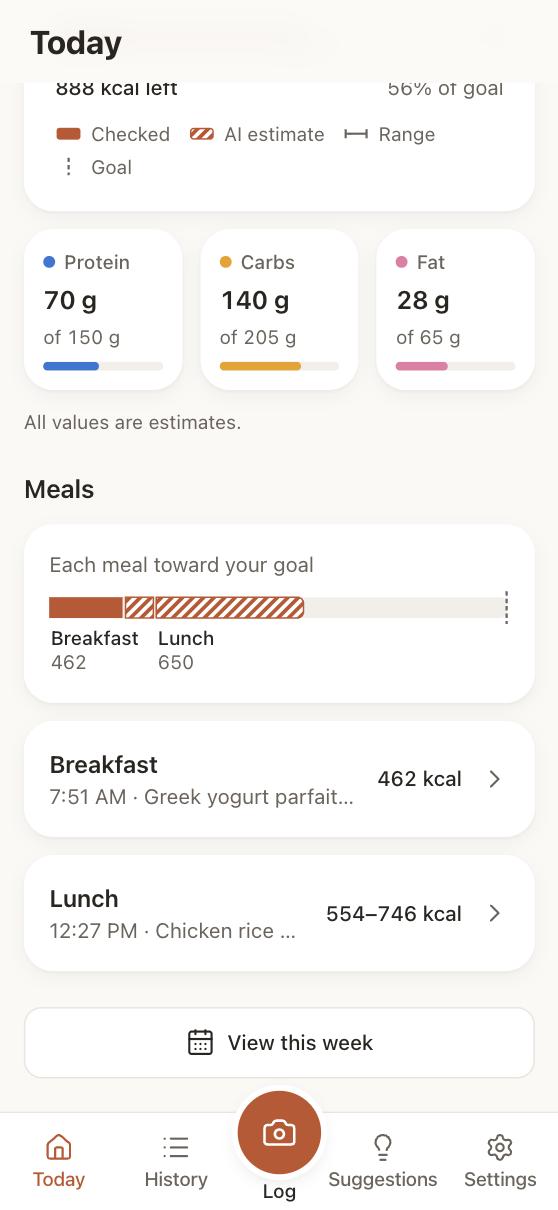 Today
888 kcal left 56% of goal
Checked AI estimate Range
Goal
Protein Carbs Fat
70 g 140 g 28 g
of 150 g of 205 g of 65 g
All values are estimates.
Meals
Each meal toward your goal
Breakfast Lunch
462 650
Breakfast
7:51 AM · Greek yogurt parfait...
462 kcal
Lunch
12:27 PM · Chicken rice ...
554–746 kcal
View this week
Today History Log Suggestions Settings